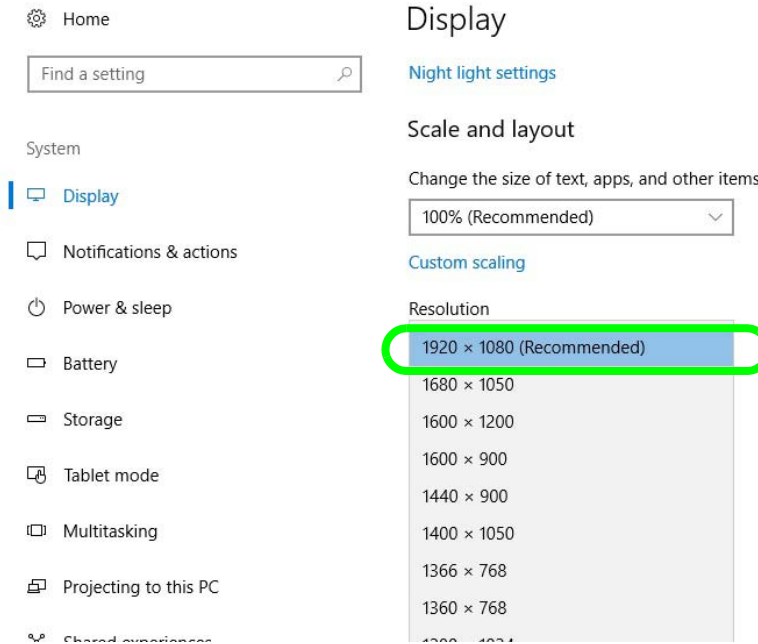 Home
Find a setting
System
Display
Notifications & actions
Power & sleep
Battery
Storage
Tablet mode
Multitasking
Projecting to this PC
Shared experiences
Display
Night light settings
Scale and layout
Change the size of text, apps, and other items
100% (Recommended)
Custom scaling
Resolution
1920 × 1080 (Recommended)
1680 × 1050
1600 × 1200
1600 × 900
1440 × 900
1400 × 1050
1366 × 768
1360 × 768